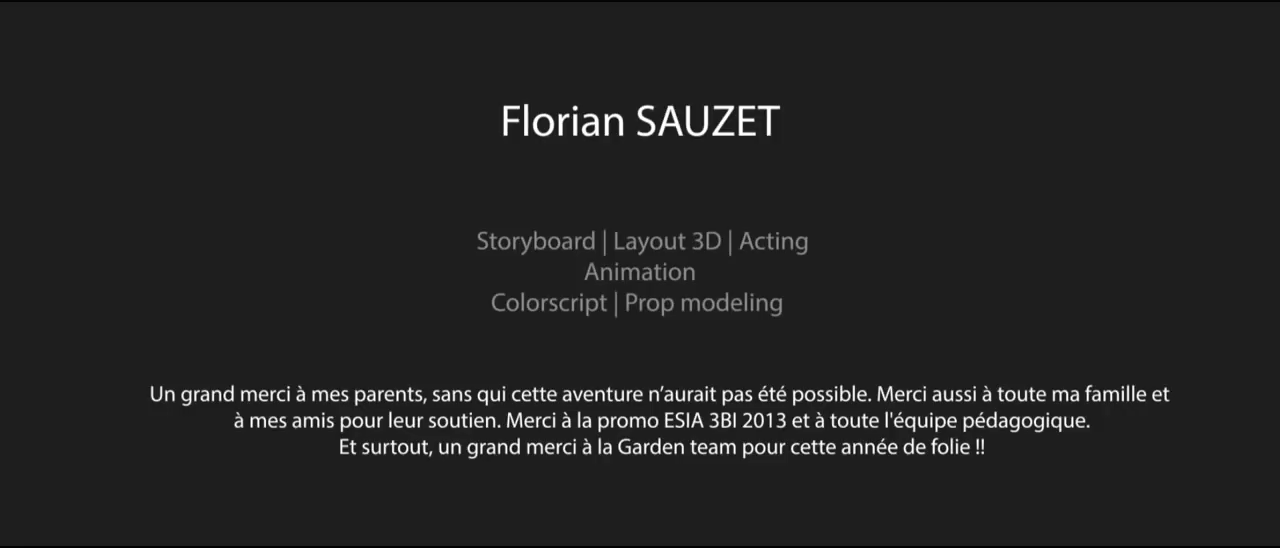 Florian SAUZET
Storyboard | Layout 3D | Acting
Animation
Colorscript | Prop modeling
Un grand merci à mes parents, sans qui cette aventure n’aurait pas été possible. Merci aussi à toute ma famille et
à mes amis pour leur soutien. Merci à la promo ESIA 3BI 2013 et à toute l'équipe pédagogique.
Et surtout, un grand merci à la Garden team pour cette année de folie !!